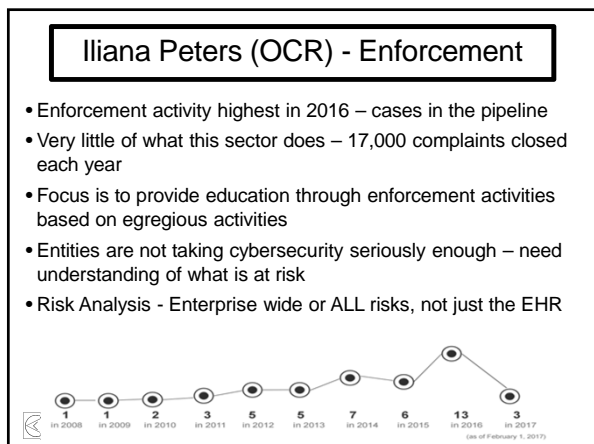 Iliana Peters (OCR) - Enforcement
• Enforcement activity highest in 2016 – cases in the pipeline
• Very little of what this sector does – 17,000 complaints closed
each year
• Focus is to provide education through enforcement activities
based on egregious activities
• Entities are not taking cybersecurity seriously enough – need
understanding of what is at risk
• Risk Analysis - Enterprise wide or ALL risks, not just the EHR
1 1 2 3 5 5 7 6 13 3
in 2008 in 2009 in 2010 in 2011 in 2012 in 2013 in 2014 in 2015 in 2016 in 2017
(as of February 1, 2017)